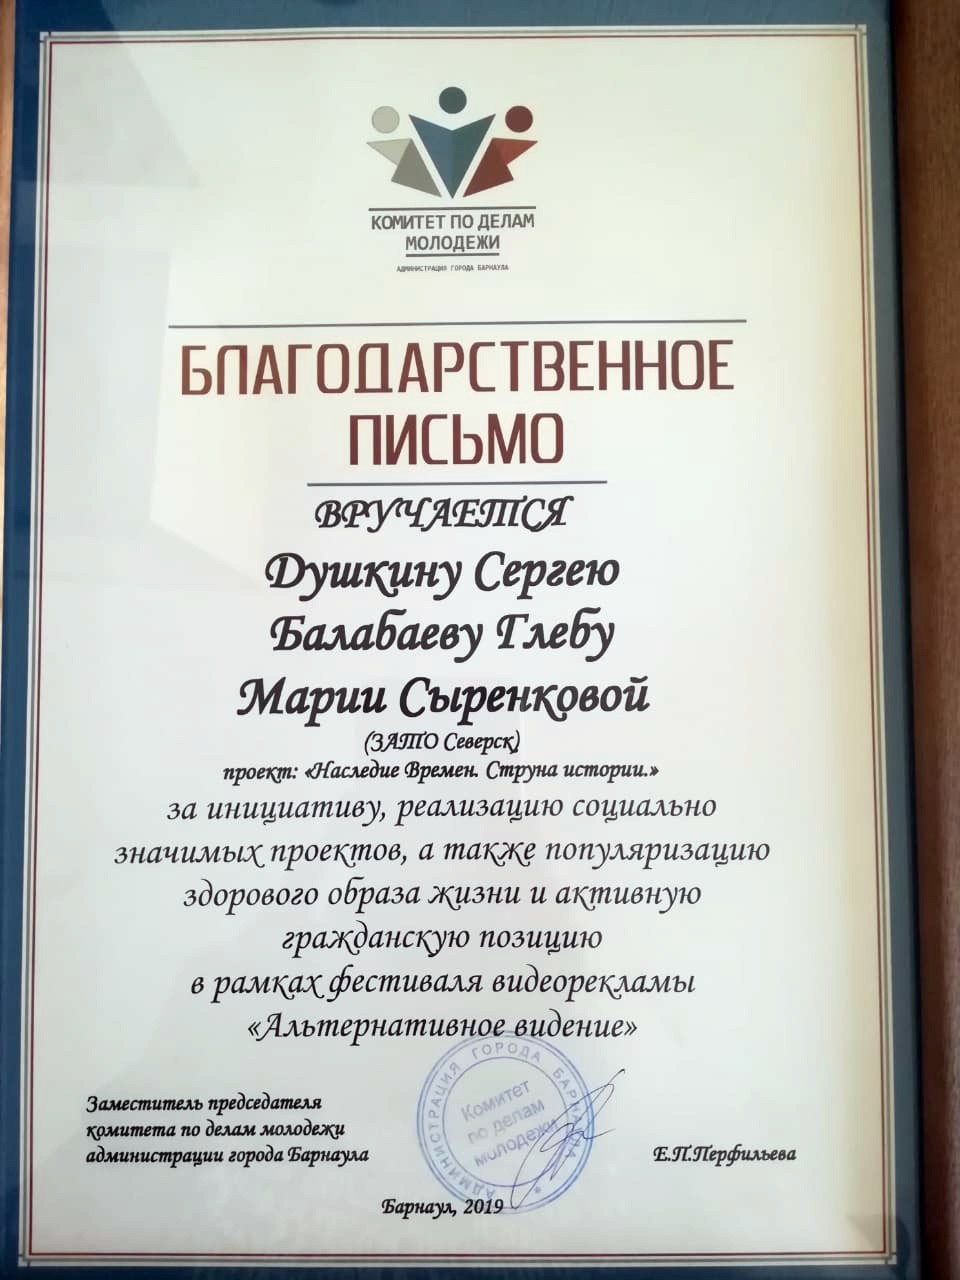 КОМИТЕТ ПО ДЕЛАМ
МОЛОДЕЖИ
АДМИНИСТРАЦИЯ ГОРОДА БАРНАУЛА
БЛАГОДАРСТВЕННОЕ
ПИСЬМО
ВРУЧАЕТСЯ
Душкину Сергею
Балабаеву Глебу
Марии Сыренковой
(ЗАТО Северск)
проект: «Наследие Времен. Струна истории.»
за инициативу, реализацию социально
значимых проектов, а также популяризацию
здорового образа жизни и активную
гражданскую позицию
в рамках фестиваля видеорекламы
«Альтернативное видение»
АДМИНИСТРАЦИЯ ГОРОДА БАРНАУЛА
Комитет
по делам
молодежи
Заместитель председателя
комитета по делам молодежи
администрации города Барнаула
Е.П.Перфильева
Барнаул, 2019